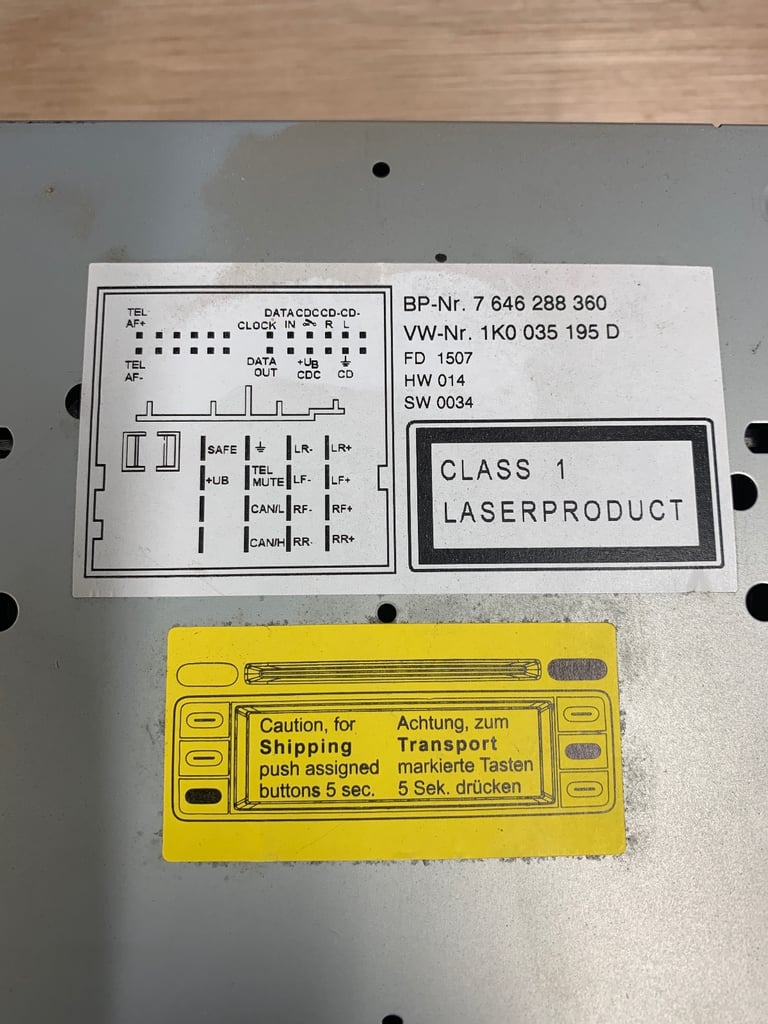 TEL AF+
DATA CDC CD- CD-
CLOCK IN R L
TEL AF-
DATA OUT
+UB CDC
CD
SAFE LR- LR+
+UB TEL MUTE LF- LF+
CAN/L RF- RF+
CAN/H RR- RR+
BP-Nr. 7 646 288 360
VW-Nr. 1K0 035 195 D
FD 1507
HW 014
SW 0034
CLASS 1
LASERPRODUCT
Caution, for
Shipping
push assigned
buttons 5 sec.
Achtung, zum
Transport
markierte Tasten
5 Sek. drücken